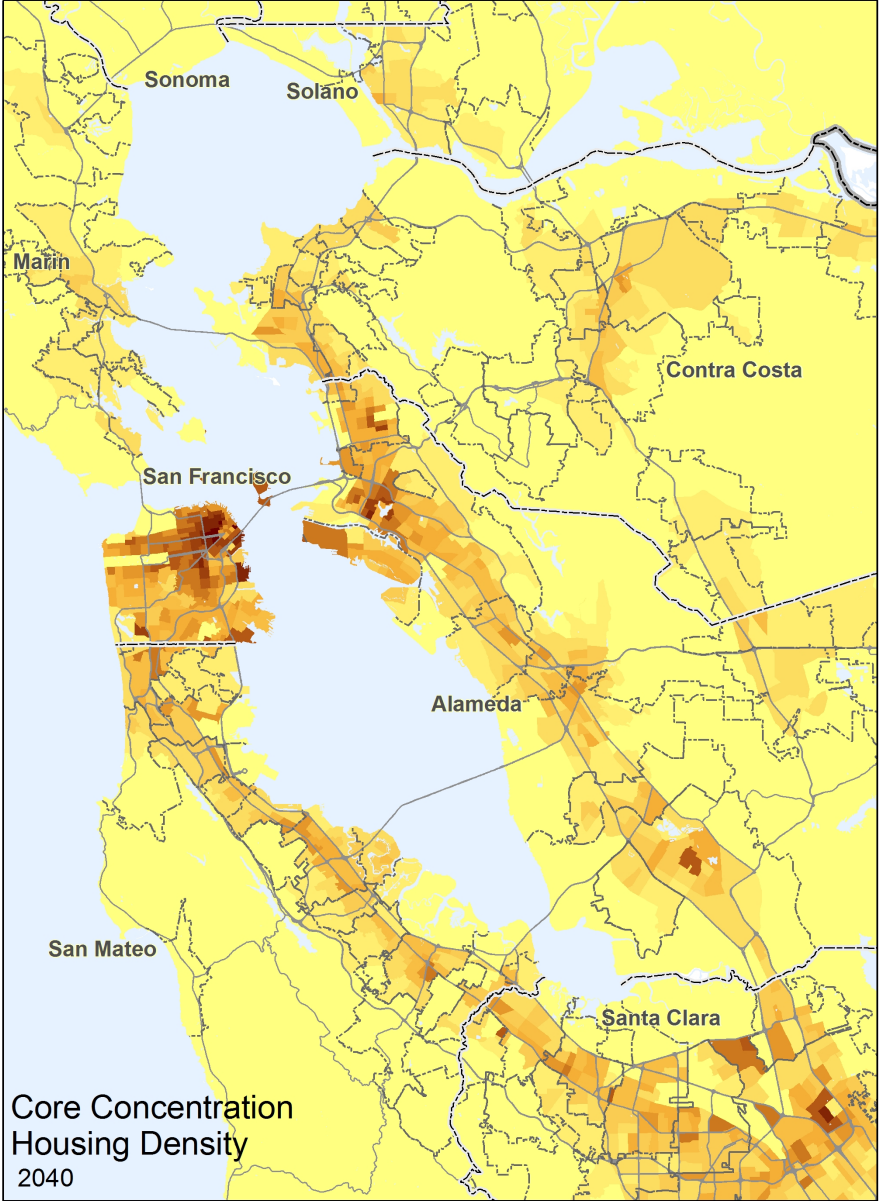 Sonoma
Solano
Marin
Contra Costa
San Francisco
Alameda
San Mateo
Santa Clara
Core Concentration
Housing Density
2040